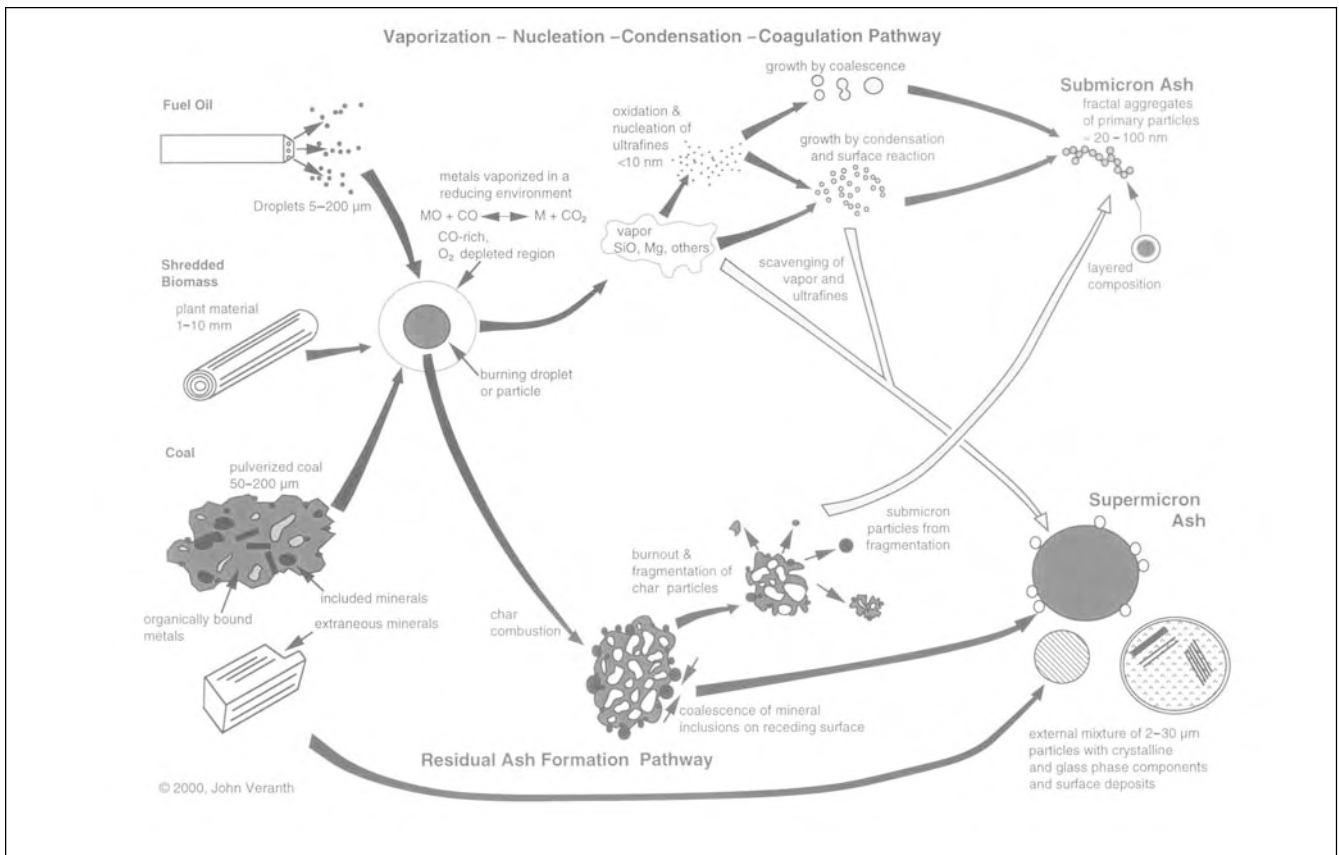 Vaporization – Nucleation –Condensation –Coagulation Pathway
Fuel Oil
Droplets 5–200 µm
Shredded
Biomass
plant material
1–10 mm
Coal
pulverized coal
50–200 µm
organically bound
metals
included minerals
extraneous minerals
© 2000, John Veranth
metals vaporized in a
reducing environment
MO + CO M + CO₂
CO-rich,
O₂ depleted region
burning droplet
or particle
char
combustion
oxidation &
nucleation of
ultrafines
<10 nm
vapor
SiO, Mg, others
growth by coalescence
growth by condensation
and surface reaction
scavenging of
vapor and
ultrafines
Submicron Ash
fractal aggregates
of primary particles
≈ 20 – 100 nm
layered
composition
burnout &
fragmentation of
char particles
submicron
particles from
fragmentation
coalescence of mineral
inclusions on receding surface
Residual Ash Formation Pathway
Supermicron
Ash
external mixture of 2–30 µm
particles with crystalline
and glass phase components
and surface deposits